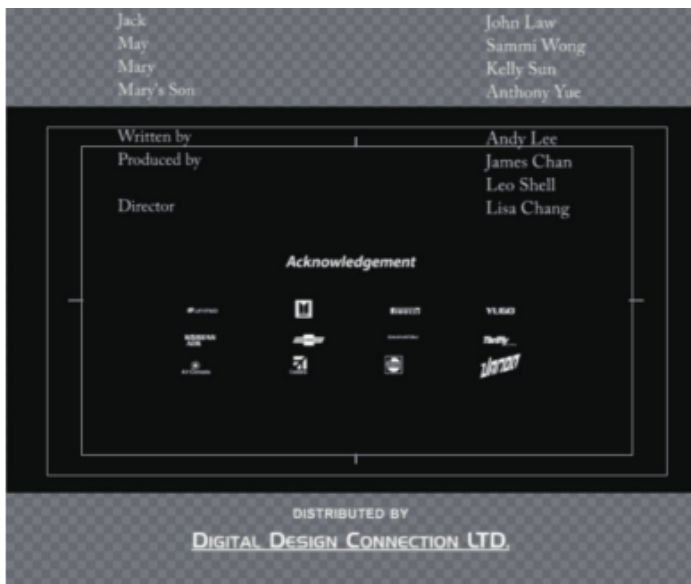 Jack John Law
May Sammi Wong
Mary Kelly Sun
Mary's Son Anthony Yue
Written by Andy Lee
Produced by James Chan
Leo Shell
Director Lisa Chang
Acknowledgement
YUGO
DISTRIBUTED BY
DIGITAL DESIGN CONNECTION LTD.